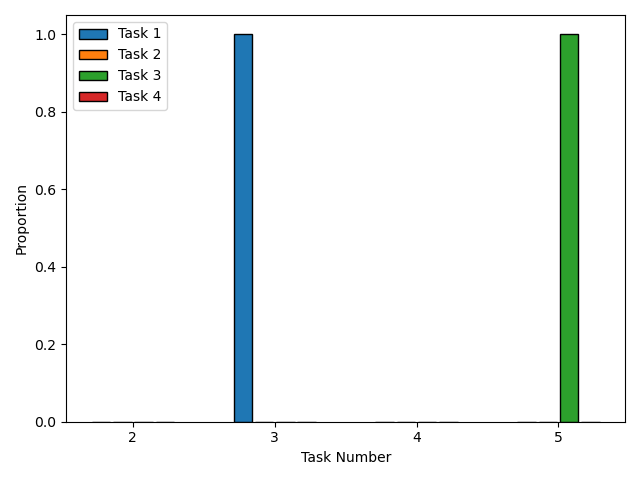 Task 1
Task 2
Task 3
Task 4
1.0
0.8
0.6
0.4
0.2
0.0
Proportion
2 3 4 5
Task Number